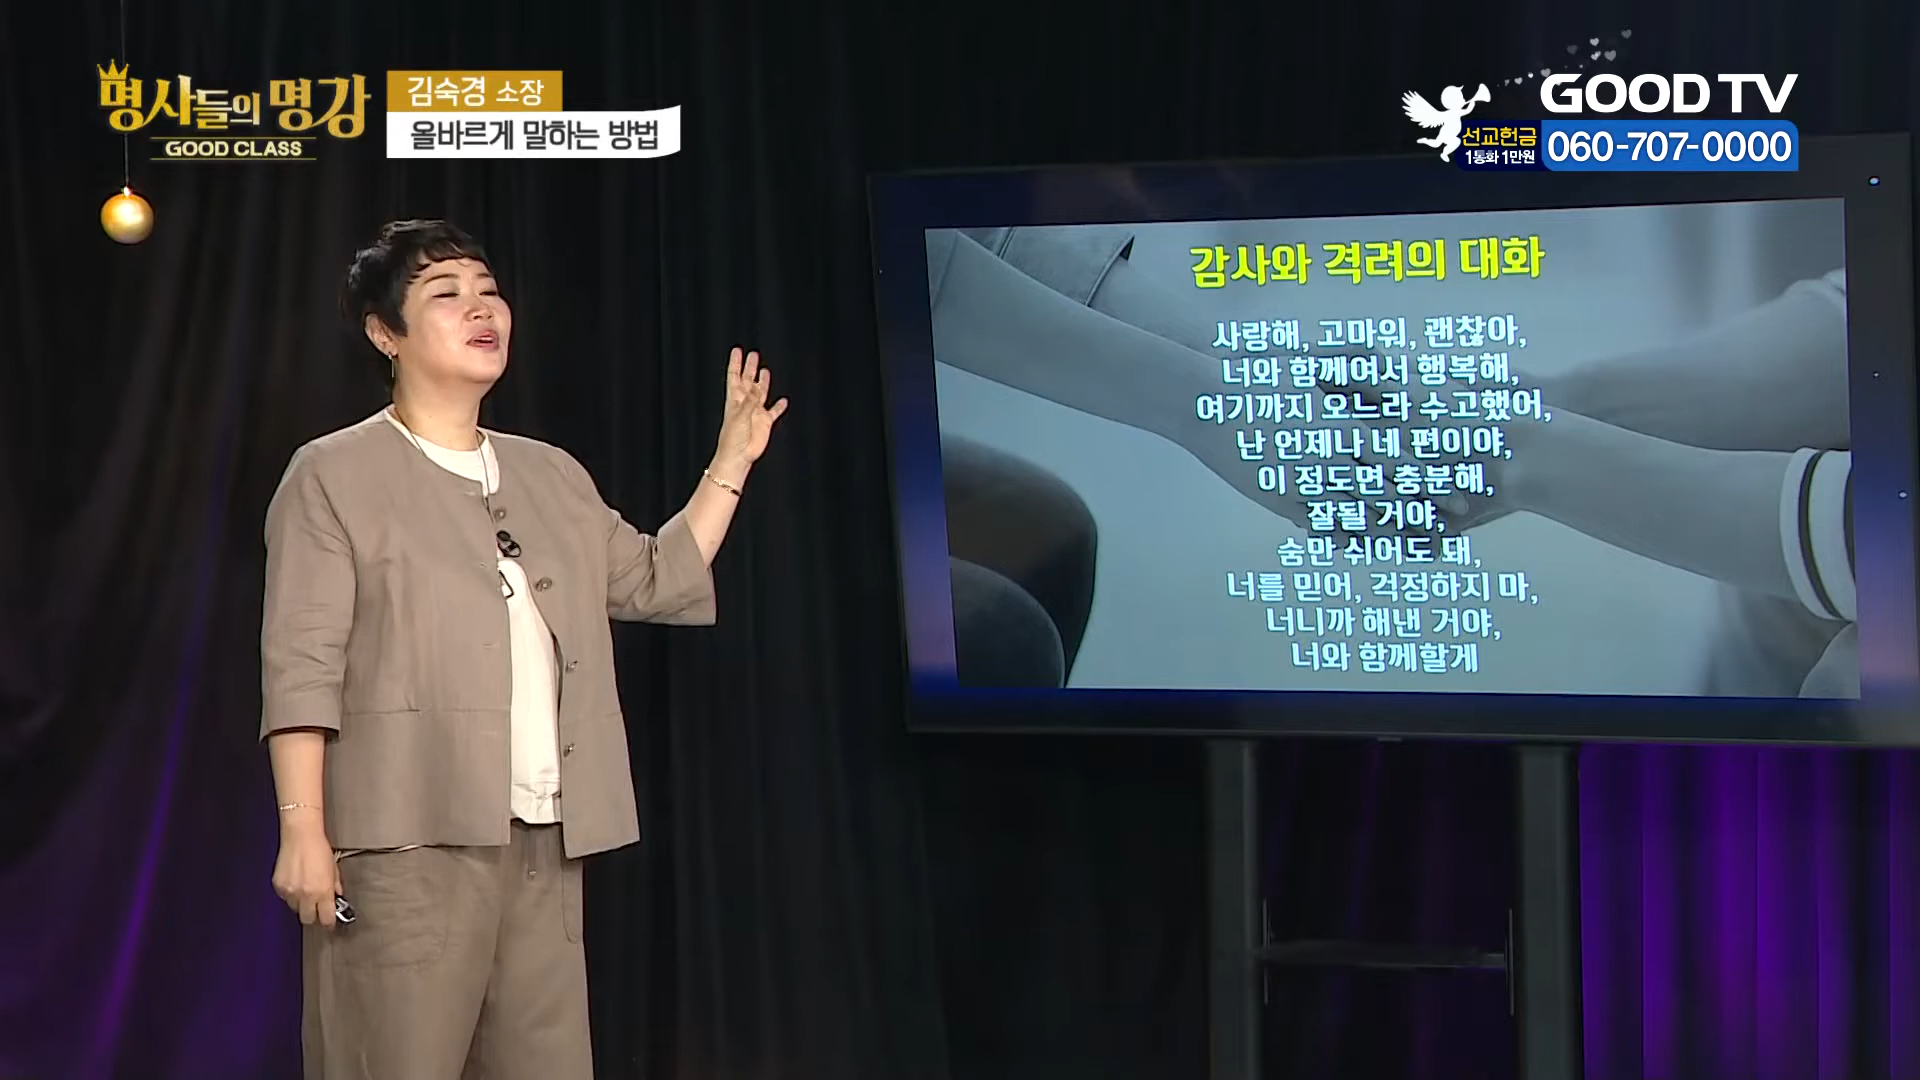 명사들의 명강
GOOD CLASS
김숙경 소장
올바르게 말하는 방법
GOOD TV
선교헌금
1통화 1만원
060-707-0000
감사와 격려의 대화
사랑해, 고마워, 괜찮아,
너와 함께여서 행복해,
여기까지 오느라 수고했어,
난 언제나 네 편이야,
이 정도면 충분해,
잘될 거야,
숨만 쉬어도 돼,
너를 믿어, 걱정하지 마,
너니까 해낸 거야,
너와 함께할게